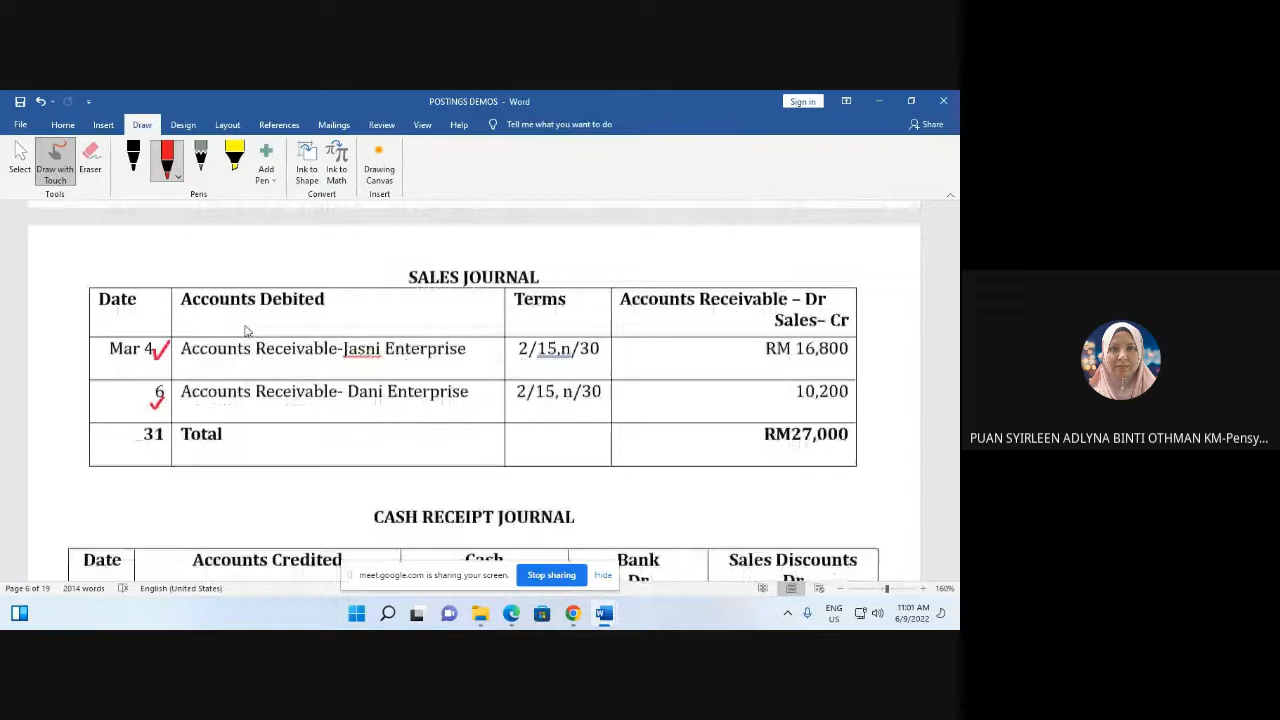 POSTINGS DEMOS - Word
Sign in
File Home Insert Draw Design Layout References Mailings Review View Help Tell me what you want to do Share
Select
Draw with Touch
Eraser
Add Pen
Ink to Shape
Ink to Math
Drawing Canvas
Tools
Pens
Convert
Insert
SALES JOURNAL
Date Accounts Debited Terms Accounts Receivable – Dr
Sales– Cr
Mar 4 Accounts Receivable-Jasni Enterprise 2/15,n/30 RM 16,800
6 Accounts Receivable- Dani Enterprise 2/15, n/30 10,200
31 Total RM27,000
CASH RECEIPT JOURNAL
Date Accounts Credited Cash Bank Sales Discounts
Dr Dr
meet.google.com is sharing your screen. Stop sharing Hide
Page 6 of 19 2014 words English (United States) 160%
ENG
US
11:01 AM
6/9/2022
PUAN SYIRLEEN ADLYNA BINTI OTHMAN KM-Pensy...